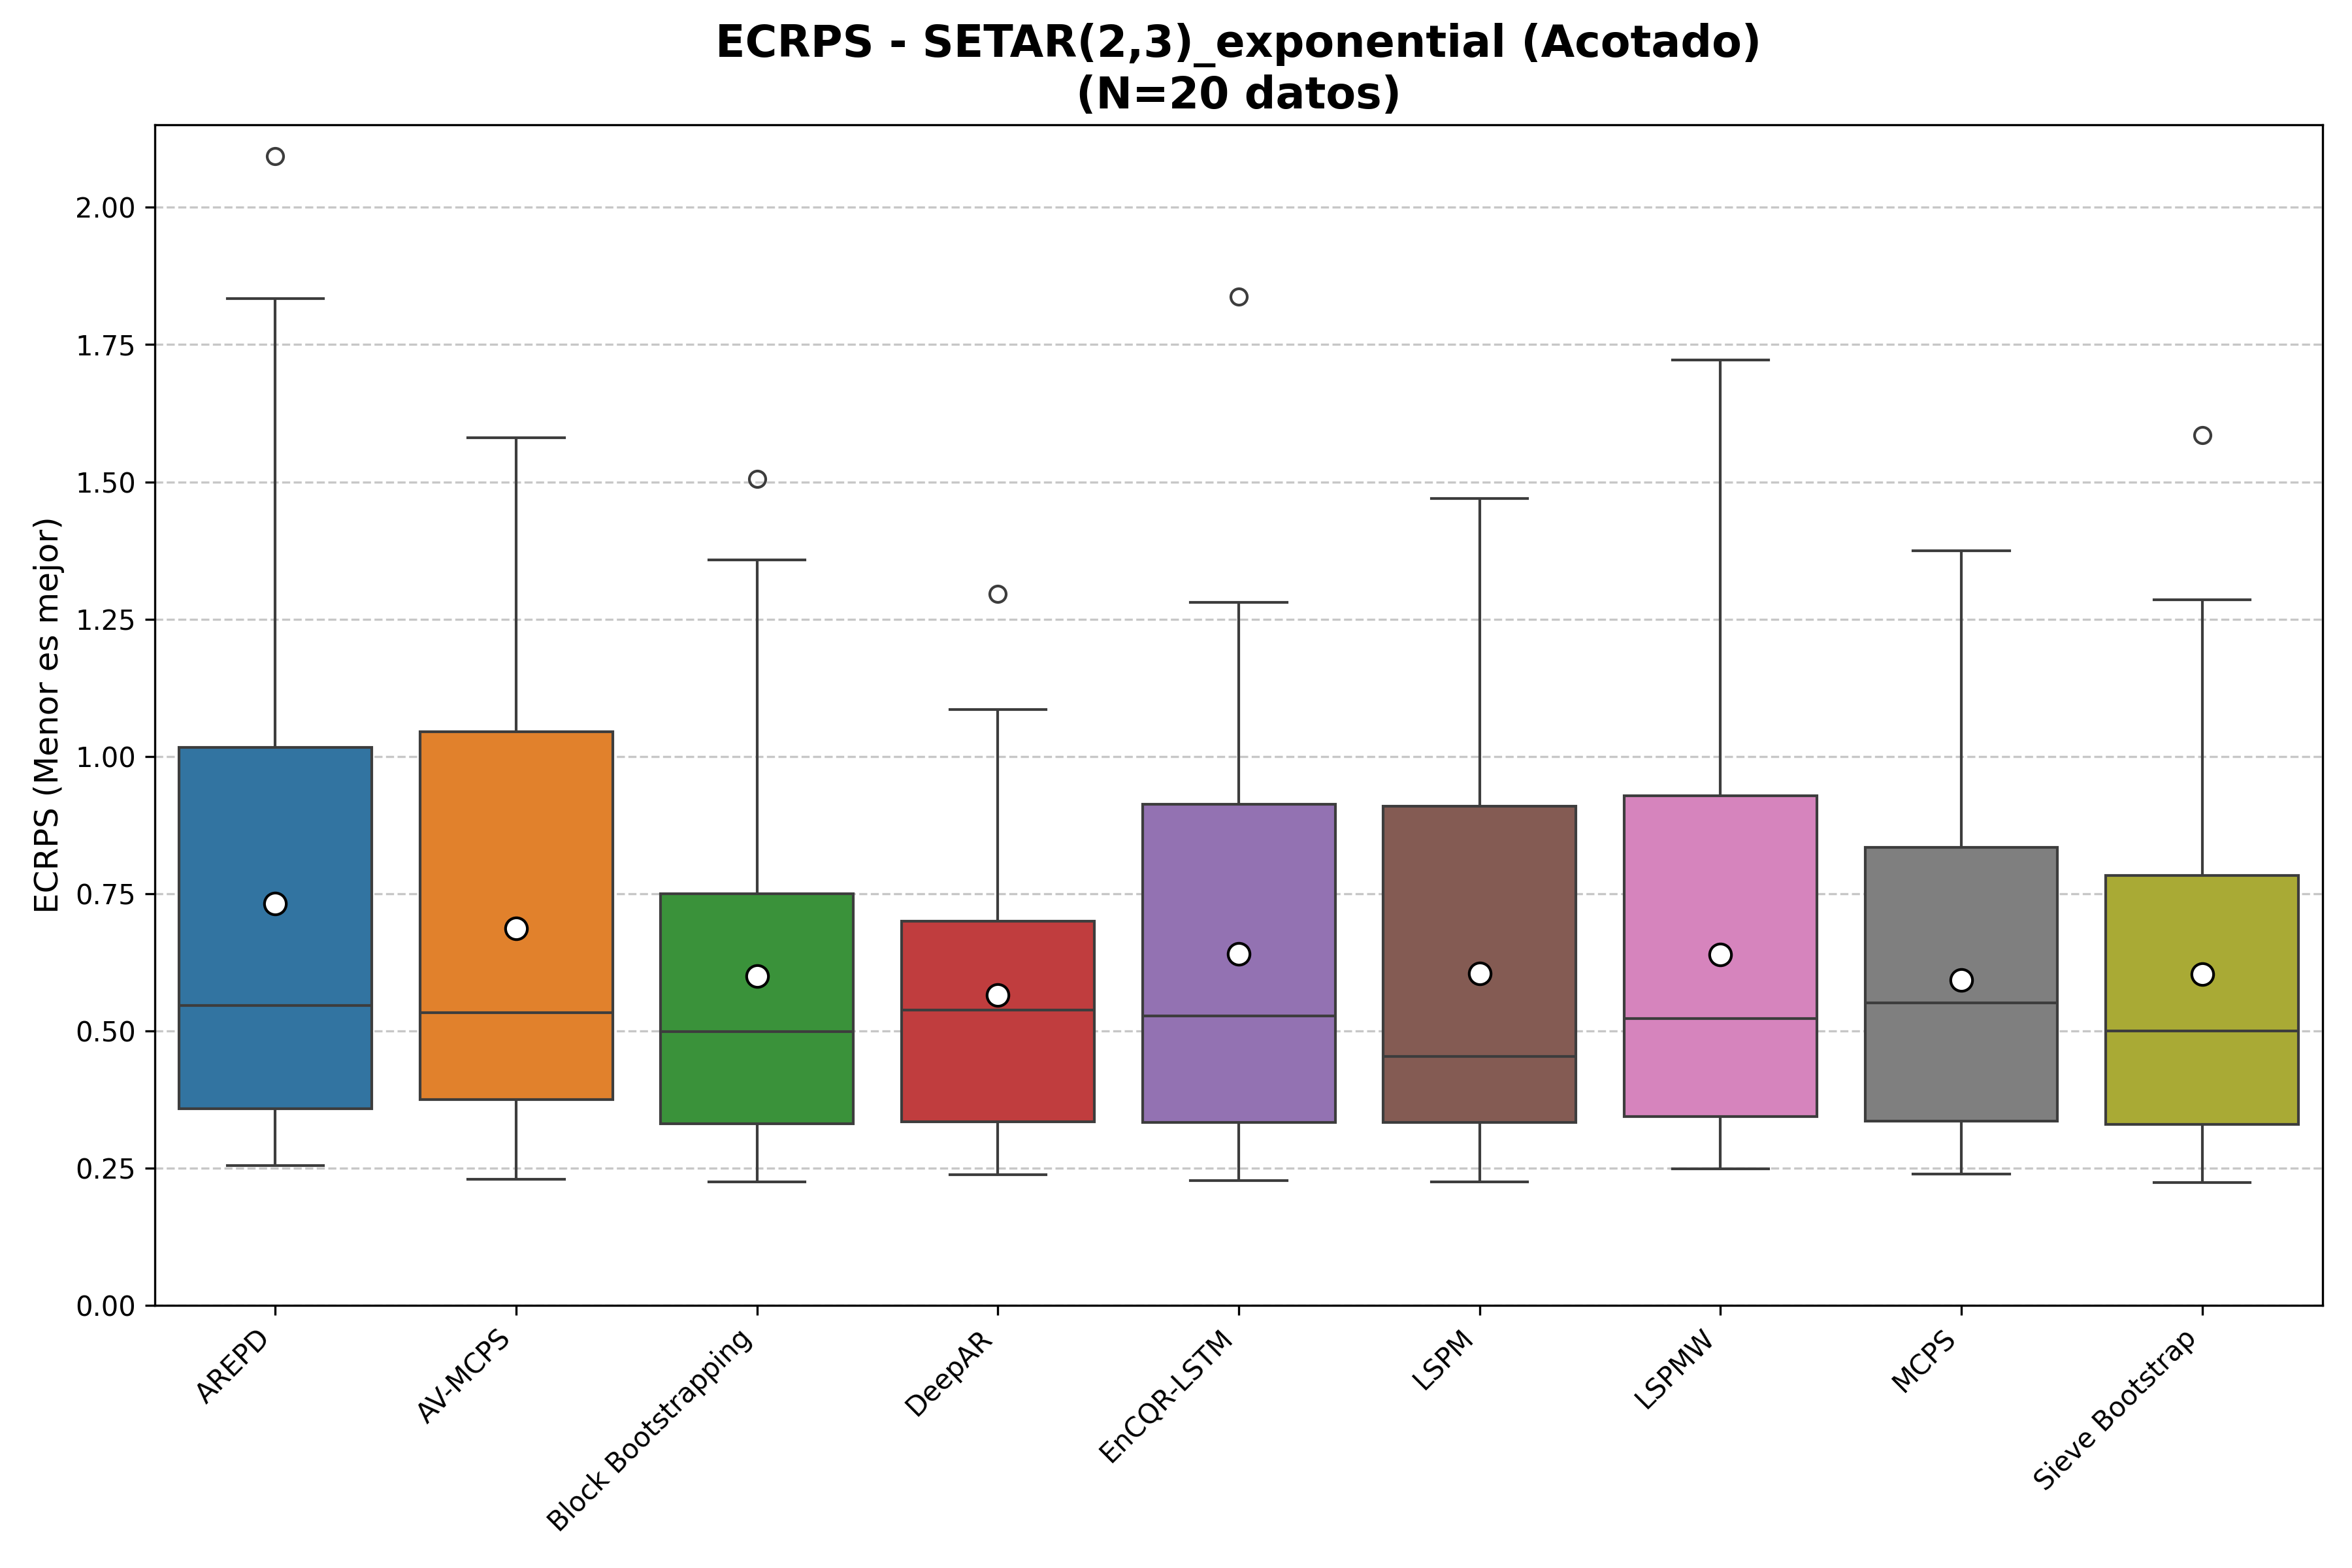 ECRPS - SETAR(2,3)_exponential (Acotado)
(N=20 datos)
ECRPS (Menor es mejor)
2.00
1.75
1.50
1.25
1.00
0.75
0.50
0.25
0.00
AREPD
AV-MCPS
Block Bootstrapping
DeepAR
EnCQR-LSTM
LSPM
LSPMW
MCPS
Sieve Bootstrap